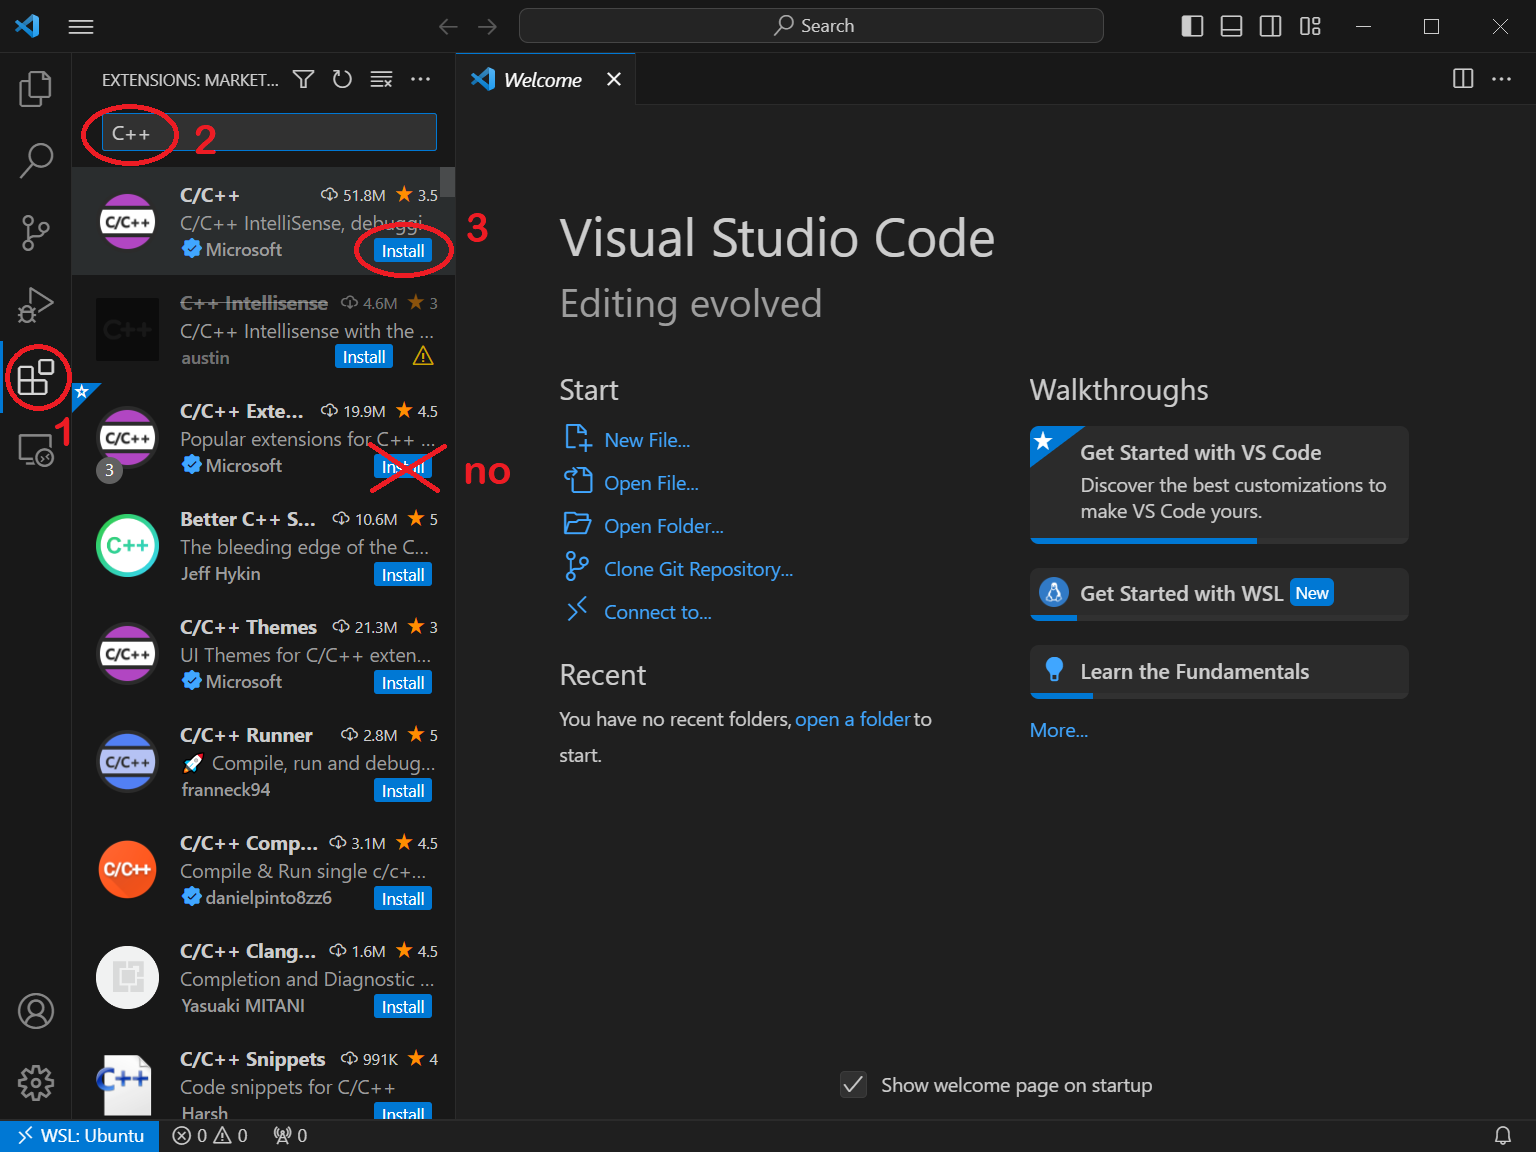 Search
EXTENSIONS: MARKET...
Welcome
C++
2
C/C++ 51.8M 3.5
C/C++ IntelliSense, debuggi
Microsoft Install
3
C++ Intellisense 4.6M 3
C/C++ Intellisense with the ...
austin Install
1
C/C++ Exte... 19.9M 4.5
Popular extensions for C++ ...
Microsoft Install
3
no
Better C++ S... 10.6M 5
The bleeding edge of the C...
Jeff Hykin Install
C/C++ Themes 21.3M 3
UI Themes for C/C++ exten...
Microsoft Install
C/C++ Runner 2.8M 5
🚀 Compile, run and debug...
franneck94 Install
C/C++ Comp... 3.1M 4.5
Compile & Run single c/c+...
danielpinto8zz6 Install
C/C++ Clang... 1.6M 4.5
Completion and Diagnostic ...
Yasuaki MITANI Install
C/C++ Snippets 991K 4
Code snippets for C/C++
Harsh Install
C/C++
C++
C/C++
C++
C/C++
C/C++
C/C++
C++
Visual Studio Code
Editing evolved
Start
New File...
Open File...
Open Folder...
Clone Git Repository...
Connect to...
Recent
You have no recent folders, open a folder to
start.
Walkthroughs
Get Started with VS Code
Discover the best customizations to
make VS Code yours.
Get Started with WSL New
Learn the Fundamentals
More...
Show welcome page on startup
WSL: Ubuntu 0 0 0